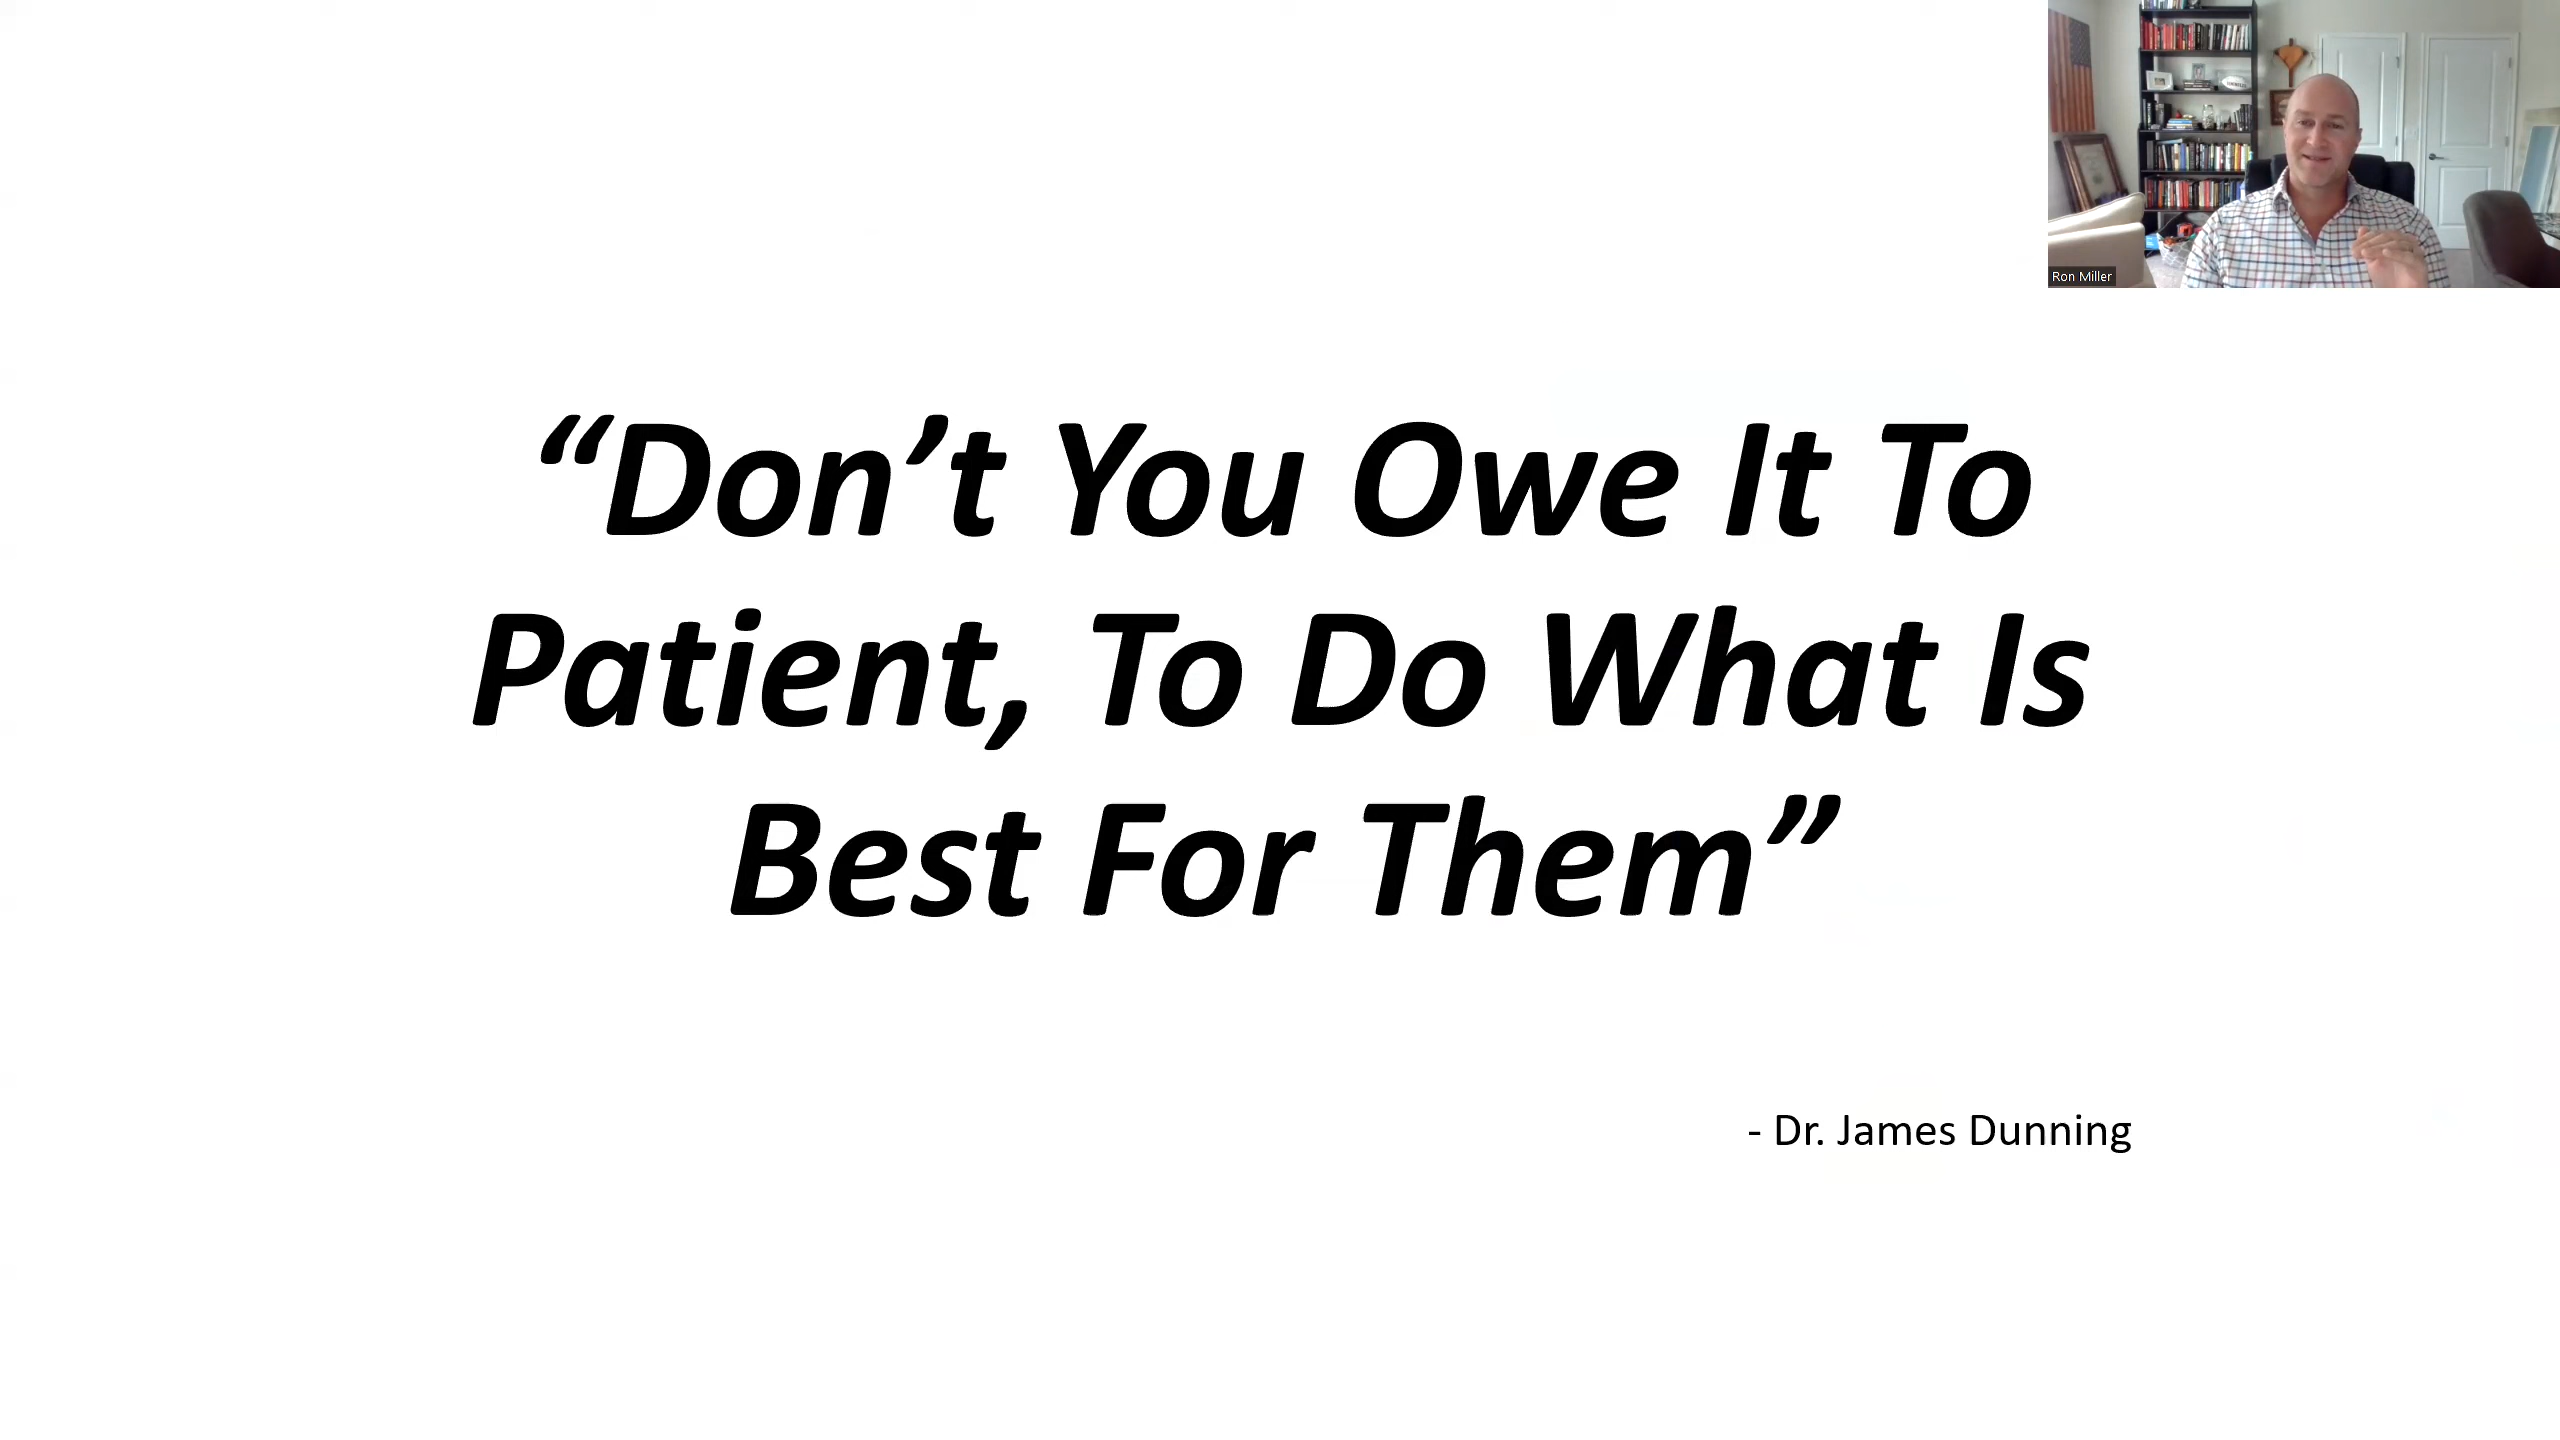 Ron Miller
“Don’t You Owe It To
Patient, To Do What Is
Best For Them”
- Dr. James Dunning